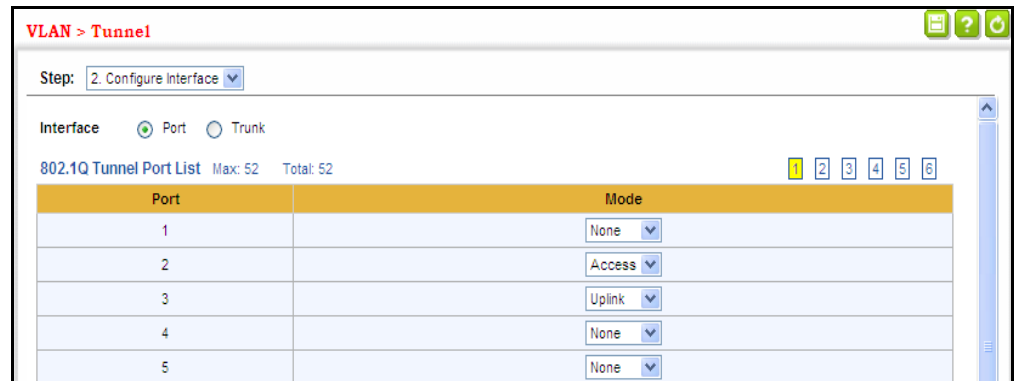 VLAN > Tunnel
?
Step: 2. Configure Interface
Interface Port Trunk
802.1Q Tunnel Port List Max: 52 Total: 52 1 2 3 4 5 6
Port Mode
1 None
2 Access
3 Uplink
4 None
5 None